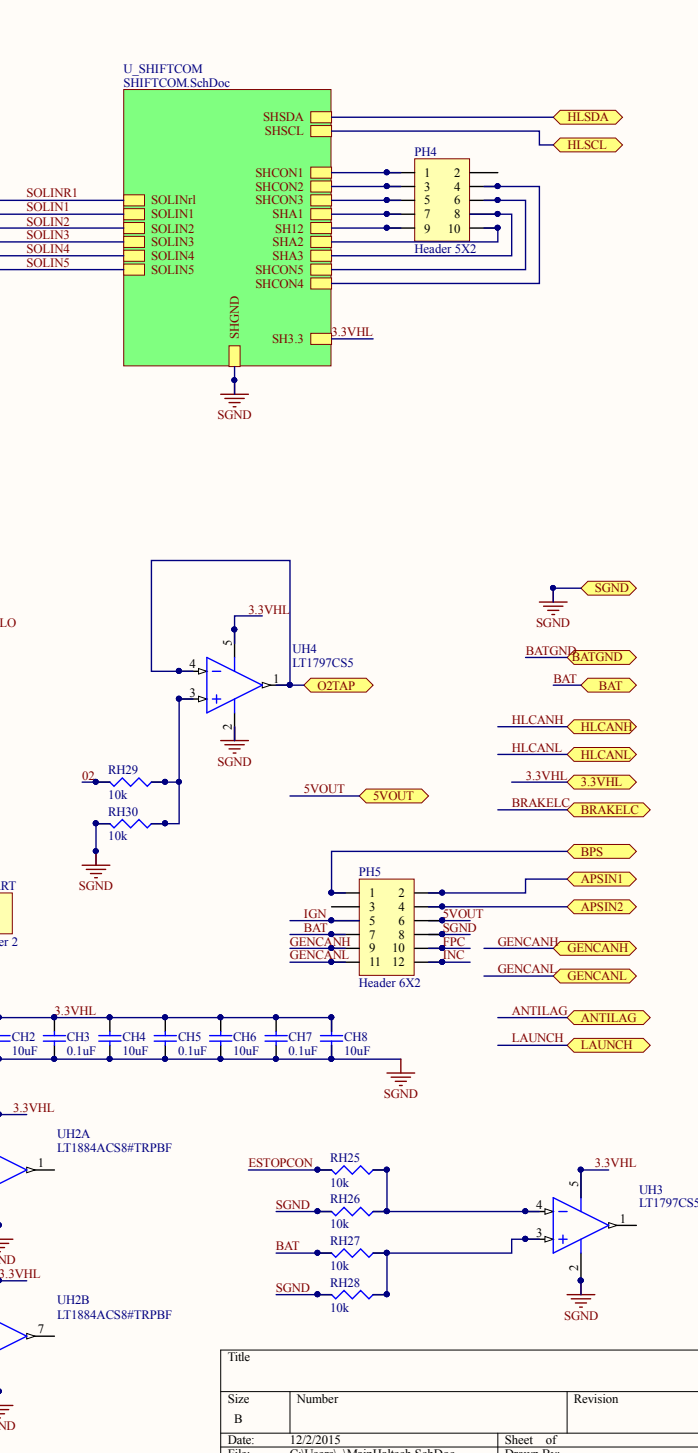 U_SHIFTCOM
SHIFTCOM.SchDoc
SHSDA
HLSDA
SHSCL
HLSCL
PH4
SHCON1 1 2
SHCON2 3 4
SOLINR1 SOLINrl SHCON3 5 6
SOLIN1 SOLIN1 SHA1 7 8
SOLIN2 SOLIN2 SH12 9 10
SOLIN3 SOLIN3 SHA2
Header 5X2
SOLIN4 SOLIN4 SHA3
SOLIN5 SOLIN5 SHCON5
SHCON4
SHGND
SH3.3 3.3VHL
SGND
SGND
SGND
3.3VHL
LO
5
UH4
LT1797CS5
4
1
O2TAP
3
2
SGND
BATGND BATGND
BAT BAT
HLCANH HLCANH
HLCANL HLCANL
3.3VHL 3.3VHL
BRAKELC BRAKELC
02 RH29
10k
RH30
10k
SGND
5VOUT 5VOUT
BPS
PH5
APSIN1
APSIN2
1 2
3 4
IGN 5 6 5VOUT
BAT 7 8 SGND
GENCANH 9 10 FPC
GENCANL 11 12 INC
Header 6X2
GENCANH GENCANH
GENCANL GENCANL
ANTILAG ANTILAG
LAUNCH LAUNCH
RT
er 2
3.3VHL
CH2 CH3 CH4 CH5 CH6 CH7 CH8
10uF 0.1uF 10uF 0.1uF 10uF 0.1uF 10uF
SGND
3.3VHL
UH2A
LT1884ACS8#TRPBF
1
ND
3.3VHL
UH2B
LT1884ACS8#TRPBF
7
ND
ESTOPCON RH25
10k
SGND RH26
10k
BAT RH27
10k
SGND RH28
10k
3.3VHL
5
UH3
LT1797CS5
4
1
3
2
SGND
Title
Size Number Revision
B
Date: 12/2/2015 Sheet of